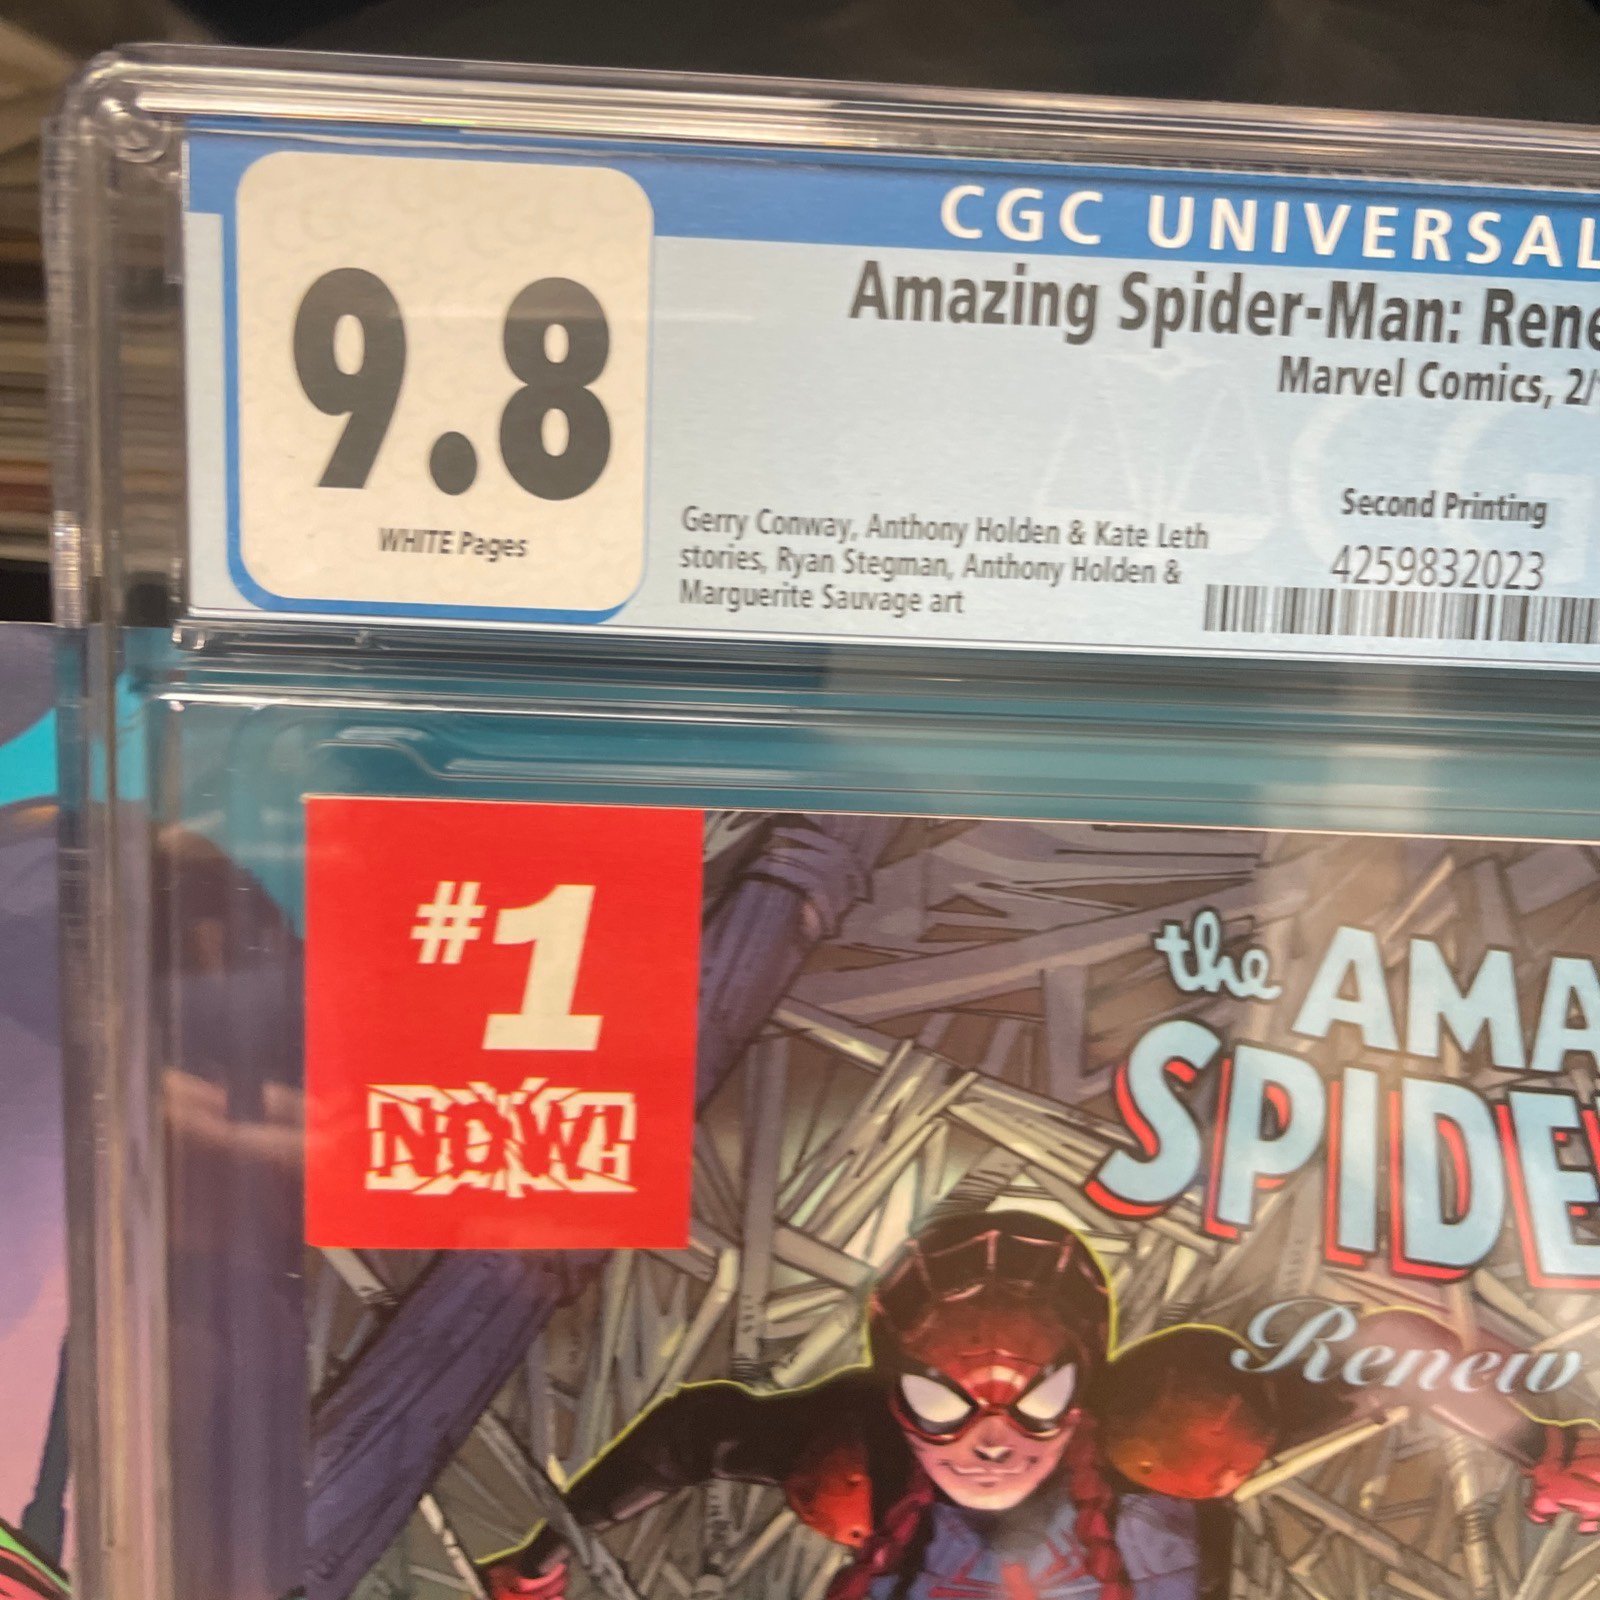 CGC UNIVERSAL
9.8
WHITE Pages
Amazing Spider-Man: Rene
Marvel Comics, 2/
Second Printing
4259832023
Gerry Conway, Anthony Holden & Kate Leth
stories, Ryan Stegman, Anthony Holden &
Marguerite Sauvage art
#1
NOW!
the AMA
SPIDE
Renew